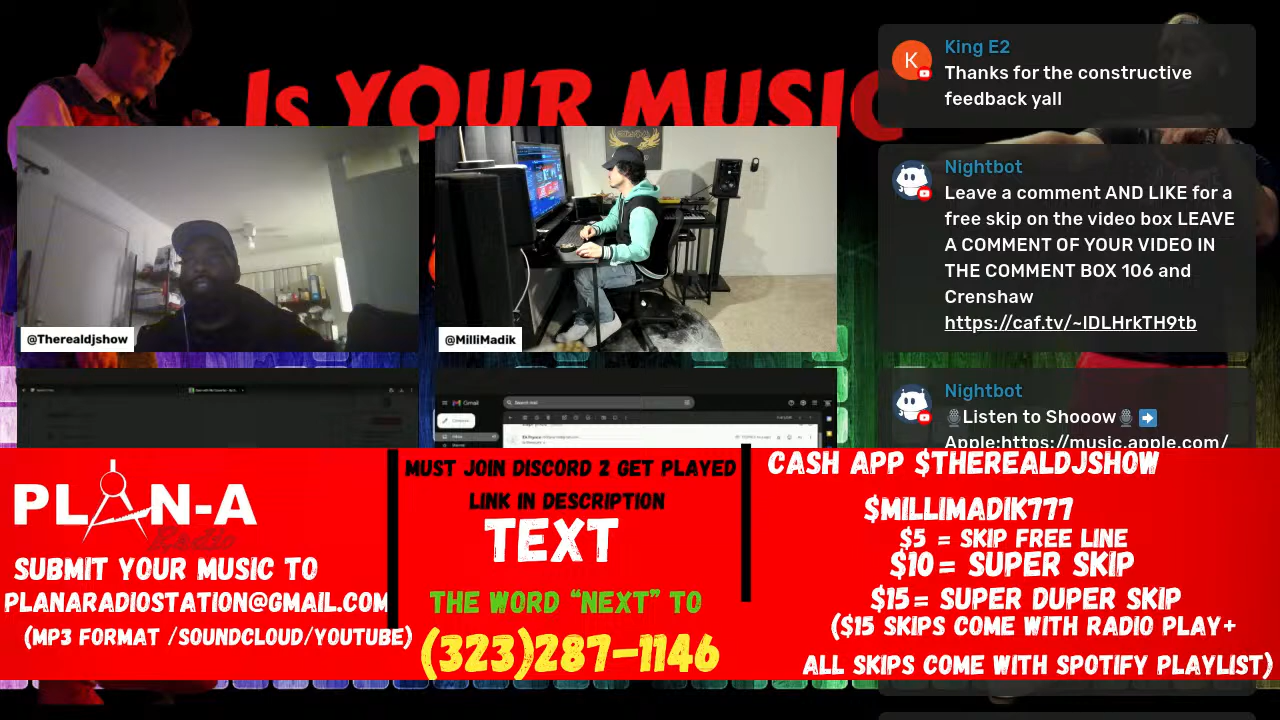 Is YOUR MUSIC
King E2
Thanks for the constructive
feedback yall
Nightbot
Leave a comment AND LIKE for a
free skip on the video box LEAVE
A COMMENT OF YOUR VIDEO IN
THE COMMENT BOX 106 and
Crenshaw
https://caf.tv/~IDLHrkTH9tb
Nightbot
🎙️Listen to Shooow🎙️➡️
Apple:https://music.apple.com/
@Therealdjshow
@MilliMadik
Gmail
Search mail
Compose
PLAN-A
Radio
SUBMIT YOUR MUSIC TO
PLANARADIOSTATION@GMAIL.COM
(MP3 FORMAT /SOUNDCLOUD/YOUTUBE)
MUST JOIN DISCORD 2 GET PLAYED
LINK IN DESCRIPTION
TEXT
THE WORD “NEXT” TO
(323)287-1146
CASH APP $THEREALDJSHOW
$MILLIMADIK777
$5 = SKIP FREE LINE
$10 = SUPER SKIP
$15= SUPER DUPER SKIP
($15 SKIPS COME WITH RADIO PLAY+
ALL SKIPS COME WITH SPOTIFY PLAYLIST)